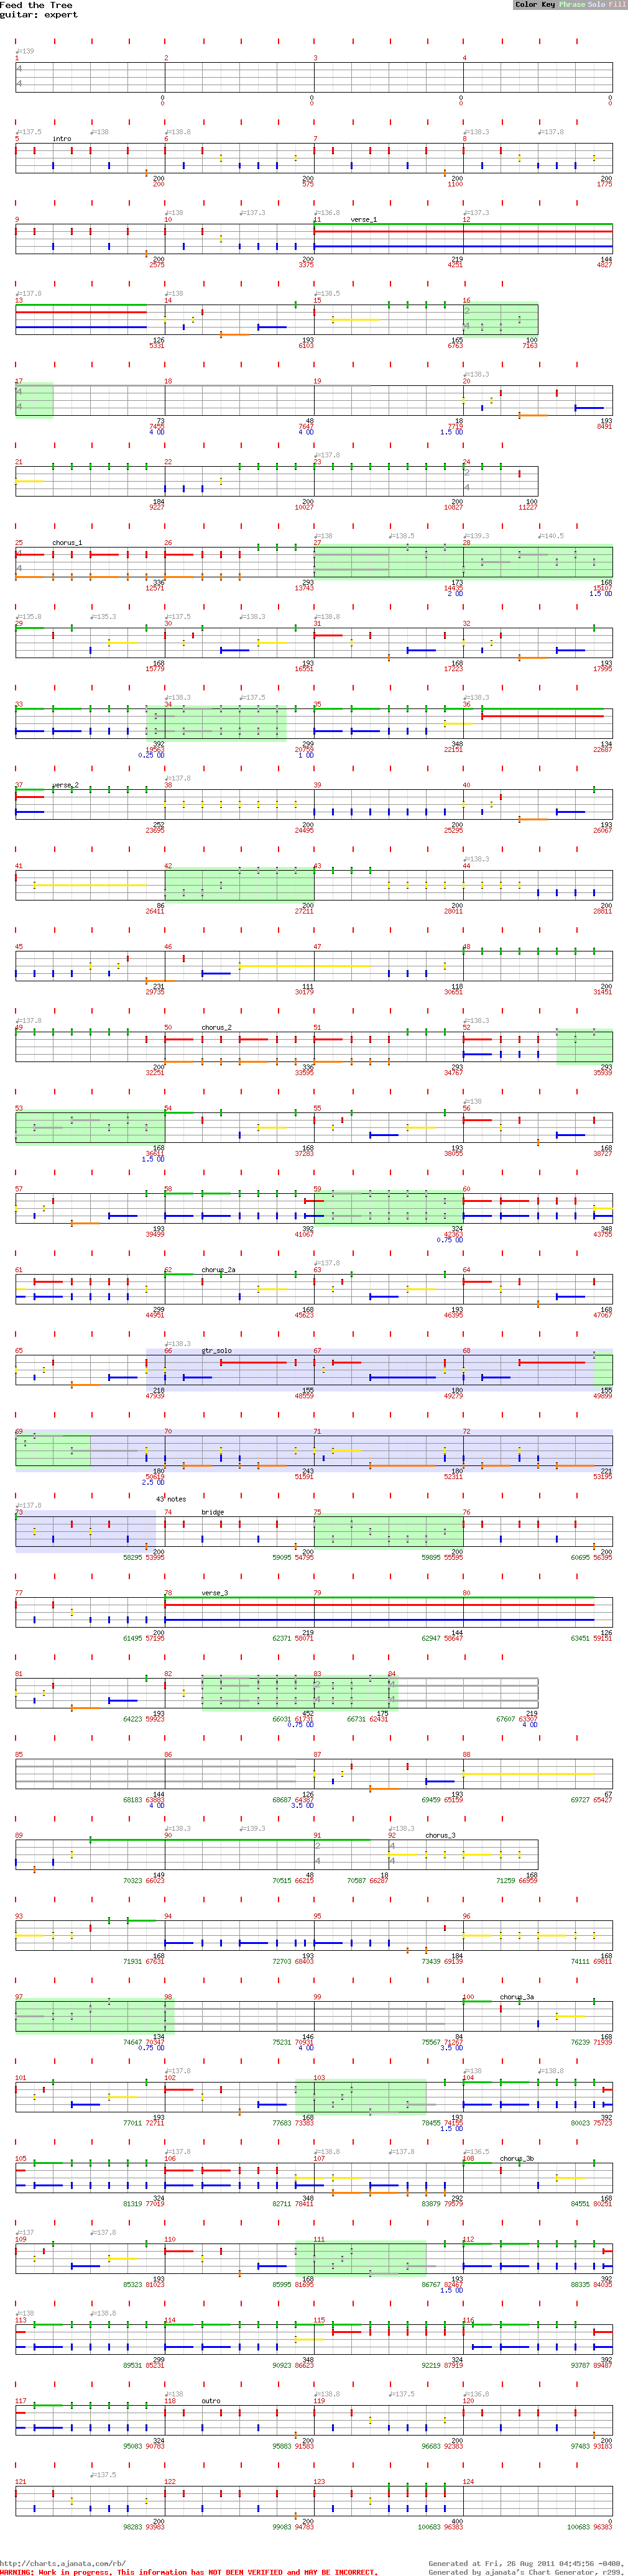 Feed the Tree
guitar: expert
Color Key Phrase Solo Fill
♩=139
1 2 3 4
0 0 0 0
0 0 0 0
♩=137.5 ♩=138 ♩=138.8 ♩=138.3 ♩=137.8
5 intro 6 7 8
200 200 200 200
200 575 1100 1775
♩=138 ♩=137.3 ♩=136.8 ♩=137.3
9 10 11 verse_1 12
200 200 219 144
2575 3375 4251 4827
♩=137.8 ♩=138 ♩=138.5
13 14 15 16
126 193 165 100
5331 6103 6763 7163
♩=138.3
17 18 19 20
73 48 18 193
7455 7647 7719 8491
4 OD 4 OD 1.5 OD
♩=137.8
21 22 23 24
184 200 200 100
9227 10027 10827 11227
♩=138 ♩=138.5 ♩=139.3 ♩=140.5
25 chorus_1 26 27 28
336 293 173 168
12571 13743 14435 15107
2 OD 1.5 OD
♩=135.8 ♩=135.3 ♩=137.5 ♩=138.3 ♩=138.8
29 30 31 32
168 193 168 193
15779 16551 17223 17995
♩=138.3 ♩=137.5 ♩=138.3
33 34 35 36
392 299 348 134
19563 20759 22151 22687
0.25 OD 1 OD
♩=137.8
37 verse_2 38 39 40
252 200 200 193
23695 24495 25295 26067
♩=138.3
41 42 43 44
86 200 200 200
26411 27211 28011 28811
45 46 47 48
231 111 118 200
29735 30179 30651 31451
♩=137.8 ♩=138.3
49 50 chorus_2 51 52
200 336 293 293
32251 33595 34767 35939
♩=138
53 54 55 56
168 168 193 168
36611 37283 38055 38727
1.5 OD
57 58 59 60
193 392 324 348
39499 41067 42363 43755
0.75 OD
♩=137.8
61 62 chorus_2a 63 64
299 168 193 168
44951 45623 46395 47067
♩=138.3
65 66 gtr_solo 67 68
218 155 180 155
47939 48559 49279 49899
69 70 71 72
180 243 180 221
50619 51591 52311 53195
2.5 OD
♩=137.8 43 notes
73 74 bridge 75 76
200 200 200 200
58295 53995 59095 54795 59895 55595 60695 56395
77 78 verse_3 79 80
200 219 144 126
61495 57195 62371 58071 62947 58647 63451 59151
81 82 83 84
193 452 175 219
64223 59923 66031 61731 66731 62431 67607 63307
0.75 OD 4 OD
85 86 87 88
144 126 193 67
68183 63883 68687 64387 69459 65159 69727 65427
4 OD 3.5 OD
♩=138.3 ♩=139.3 ♩=138.3
89 90 91 92 chorus_3
149 48 18 168
70323 66023 70515 66215 70587 66287 71259 66959
93 94 95 96
168 193 184 168
71931 67631 72703 68403 73439 69139 74111 69811
97 98 99 100 chorus_3a
134 146 84 168
74647 70347 75231 70931 75567 71267 76239 71939
0.75 OD 4 OD 3.5 OD
♩=137.8 ♩=138 ♩=138.8
101 102 103 104
193 168 193 392
77011 72711 77683 73383 78455 74155 80023 75723
1.5 OD
♩=137.8 ♩=138.8 ♩=137.8 ♩=136.5
105 106 107 108 chorus_3b
324 348 292 168
81319 77019 82711 78411 83879 79579 84551 80251
♩=137 ♩=137.8
109 110 111 112
193 168 193 392
85323 81023 85995 81695 86767 82467 88335 84035
1.5 OD
♩=138 ♩=138.8
113 114 115 116
299 348 324 392
89531 85231 90923 86623 92219 87919 93787 89487
♩=138 ♩=138.8 ♩=137.5 ♩=136.8
117 118 outro 119 120
324 200 200 200
95083 90783 95883 91583 96683 92383 97483 93183
♩=137.5
121 122 123 124
200 200 400 0
98283 93983 99083 94783 100683 96383 100683 96383
http://charts.ajanata.com/rb/ Generated at Fri, 26 Aug 2011 04:45:56 -0400.
WARNING: Work in progress. This information has NOT BEEN VERIFIED and MAY BE INCORRECT. Generated by ajanata's Chart Generator, r299.